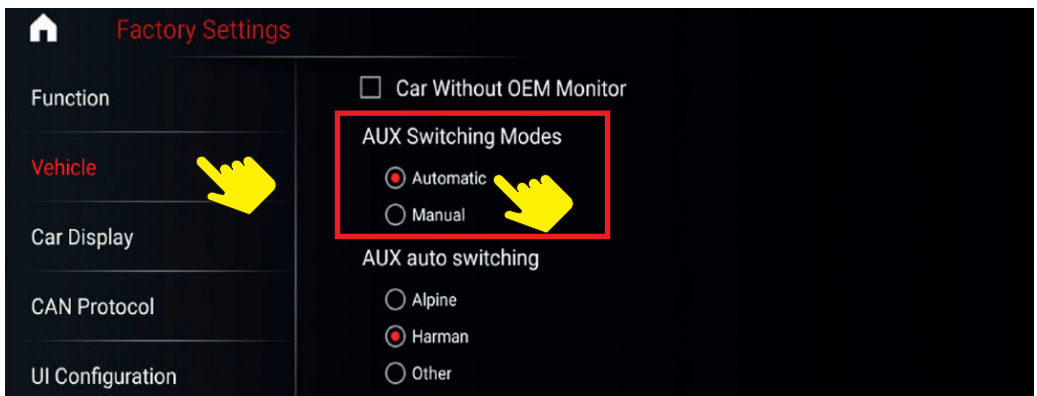 Factory Settings
Function
Vehicle
Car Display
CAN Protocol
UI Configuration
Car Without OEM Monitor
AUX Switching Modes
Automatic
Manual
AUX auto switching
Alpine
Harman
Other